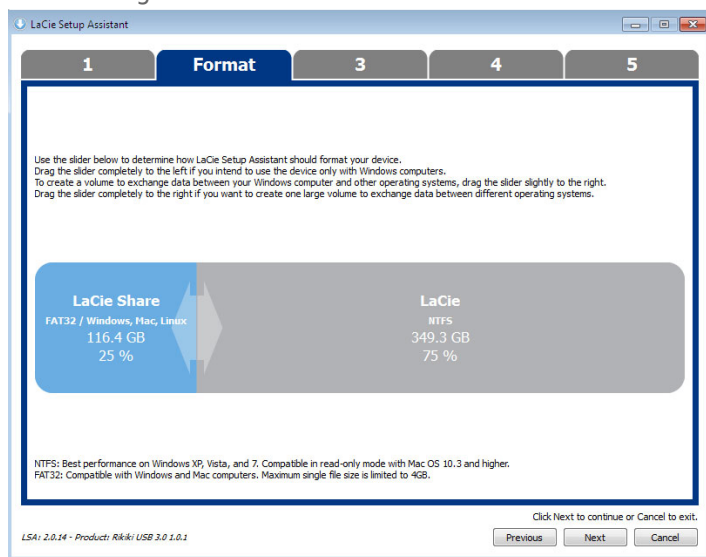 LaCie Setup Assistant
1
Format
3
4
5
Use the slider below to determine how LaCie Setup Assistant should format your device.
Drag the slider completely to the left if you intend to use the device only with Windows computers.
To create a volume to exchange data between your Windows computer and other operating systems, drag the slider slightly to the right.
Drag the slider completely to the right if you want to create one large volume to exchange data between different operating systems.
LaCie Share
FAT32 / Windows, Mac, Linux
116.4 GB
25 %
LaCie
NTFS
349.3 GB
75 %
NTFS: Best performance on Windows XP, Vista, and 7. Compatible in read-only mode with Mac OS 10.3 and higher.
FAT32: Compatible with Windows and Mac computers. Maximum single file size is limited to 4GB.
Click Next to continue or Cancel to exit.
LSA: 2.0.14 - Product: Rikiki USB 3.0 1.0.1
Previous
Next
Cancel